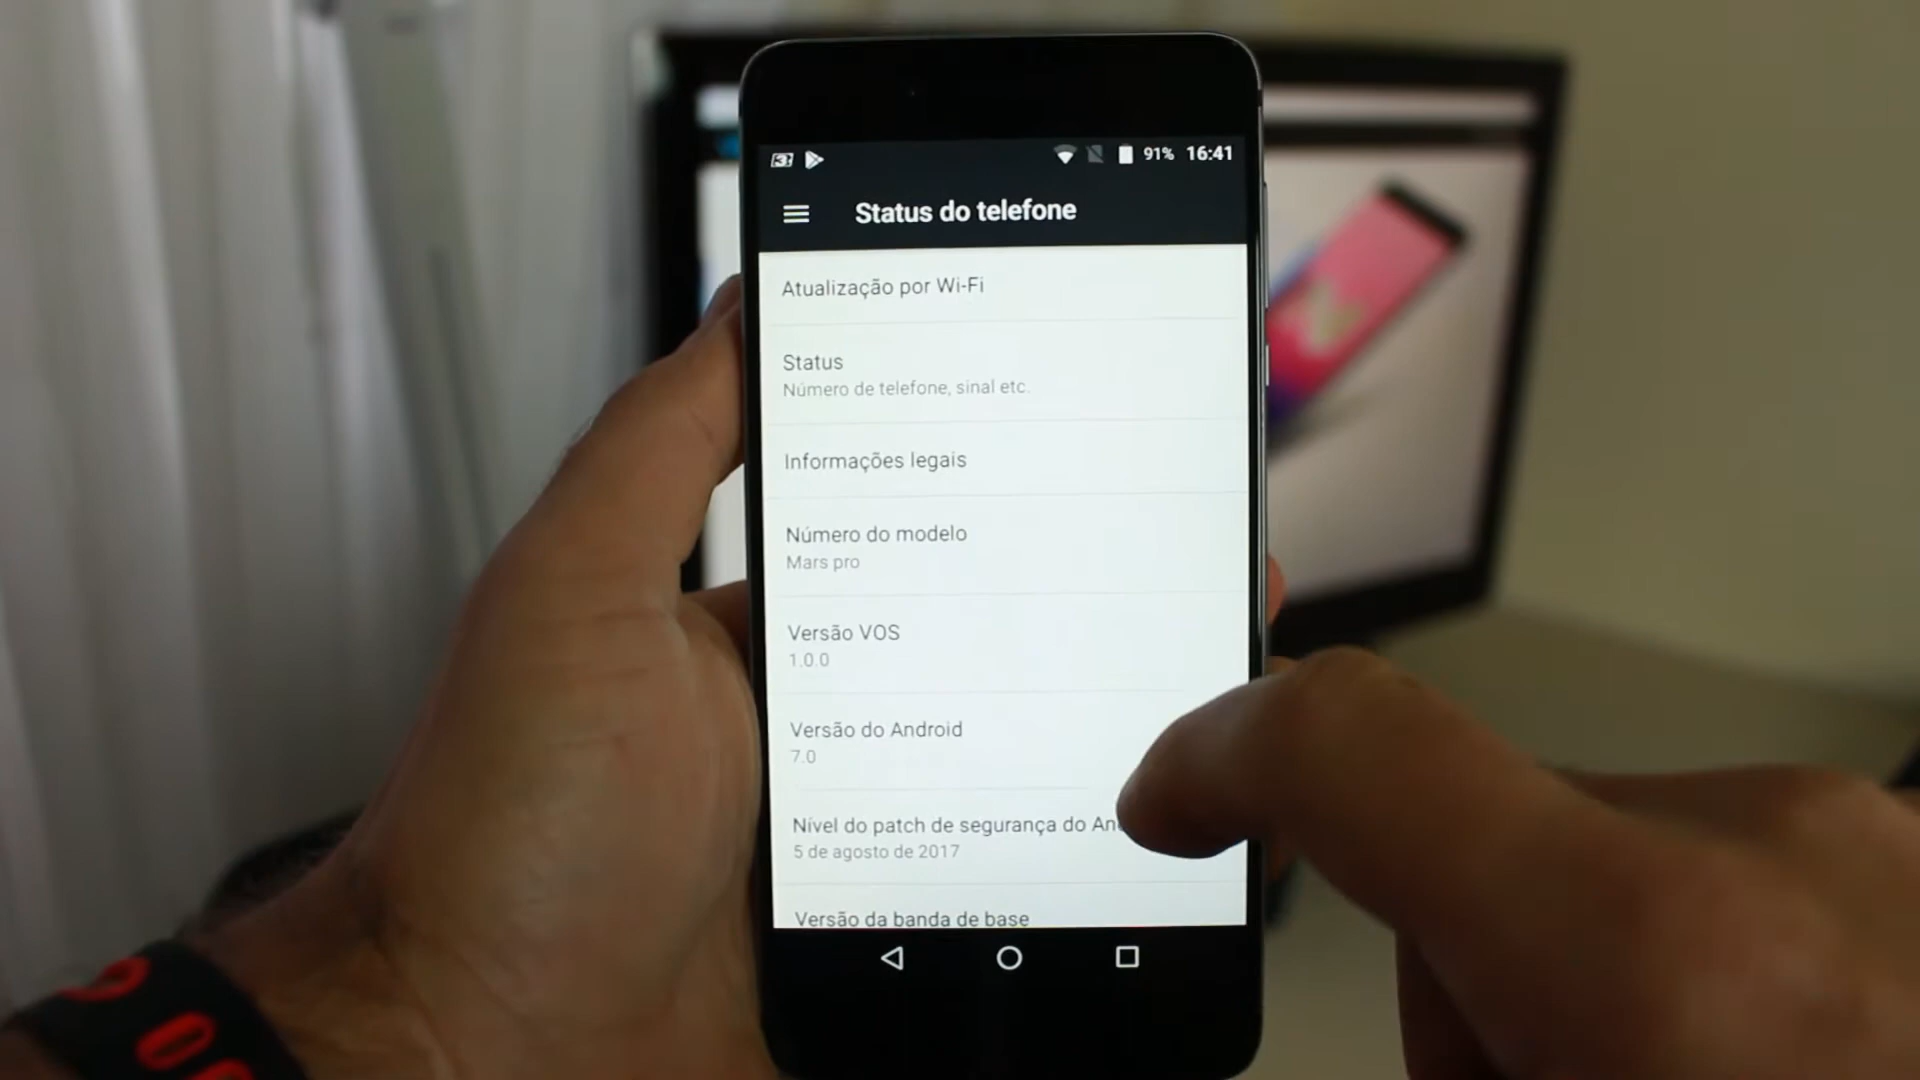 91% 16:41
Status do telefone
Atualização por Wi-Fi
Status
Número de telefone, sinal etc.
Informações legais
Número do modelo
Mars pro
Versão VOS
1.0.0
Versão do Android
7.0
Nível do patch de segurança do An
5 de agosto de 2017
Versão da banda de base